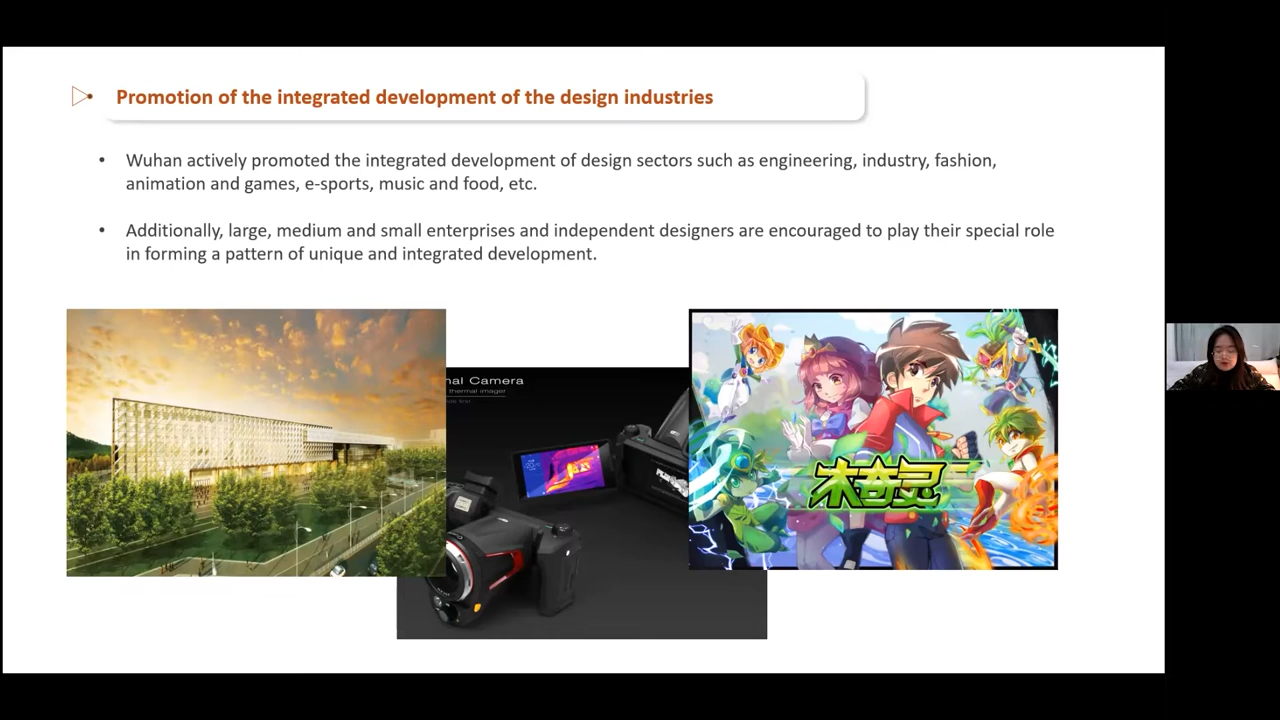 Promotion of the integrated development of the design industries
• Wuhan actively promoted the integrated development of design sectors such as engineering, industry, fashion,
animation and games, e-sports, music and food, etc.
• Additionally, large, medium and small enterprises and independent designers are encouraged to play their special role
in forming a pattern of unique and integrated development.
nal Camera
thermal imager
木奇灵